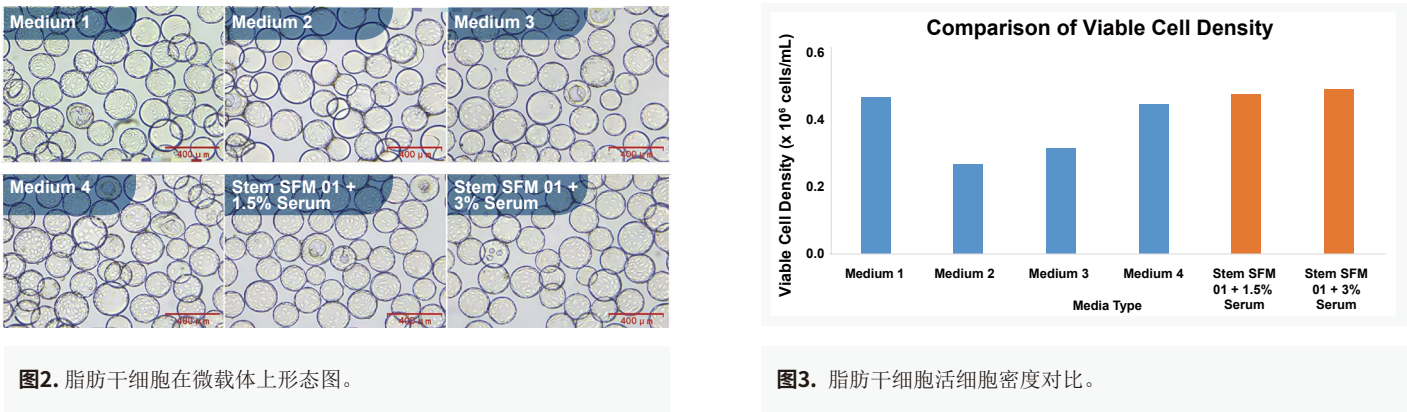 Medium 1
Medium 2
Medium 3
400 μm
400 μm
400 μm
Medium 4
Stem SFM 01 +
1.5% Serum
Stem SFM 01 +
3% Serum
400 μm
400 μm
400 μm
图2. 脂肪干细胞在微载体上形态图。
Comparison of Viable Cell Density
Viable Cell Density (x 10⁶ cells/mL)
0.6
0.4
0.2
0.0
Medium 1
Medium 2
Medium 3
Medium 4
Stem SFM
01 + 1.5%
Serum
Stem SFM
01 + 3%
Serum
Media Type
图3. 脂肪干细胞活细胞密度对比。